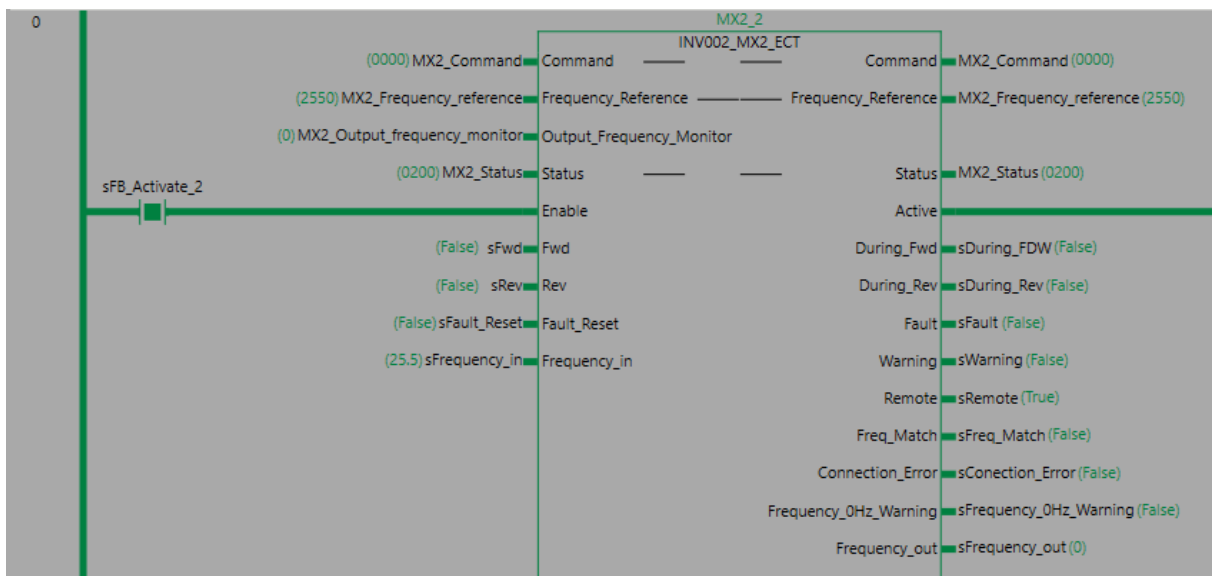 0
MX2_2
INV002_MX2_ECT
(0000) MX2_Command Command Command MX2_Command (0000)
(2550) MX2_Frequency_reference Frequency_Reference Frequency_Reference MX2_Frequency_reference (2550)
(0) MX2_Output_frequency_monitor Output_Frequency_Monitor
(0200) MX2_Status Status Status MX2_Status (0200)
sFB_Activate_2
Enable Active
(False) sFwd Fwd During_Fwd sDuring_FDW (False)
(False) sRev Rev During_Rev sDuring_Rev (False)
(False) sFault_Reset Fault_Reset Fault sFault (False)
(25.5) sFrequency_in Frequency_in Warning sWarning (False)
Remote sRemote (True)
Freq_Match sFreq_Match (False)
Connection_Error sConection_Error (False)
Frequency_0Hz_Warning sFrequency_0Hz_Warning (False)
Frequency_out sFrequency_out (0)